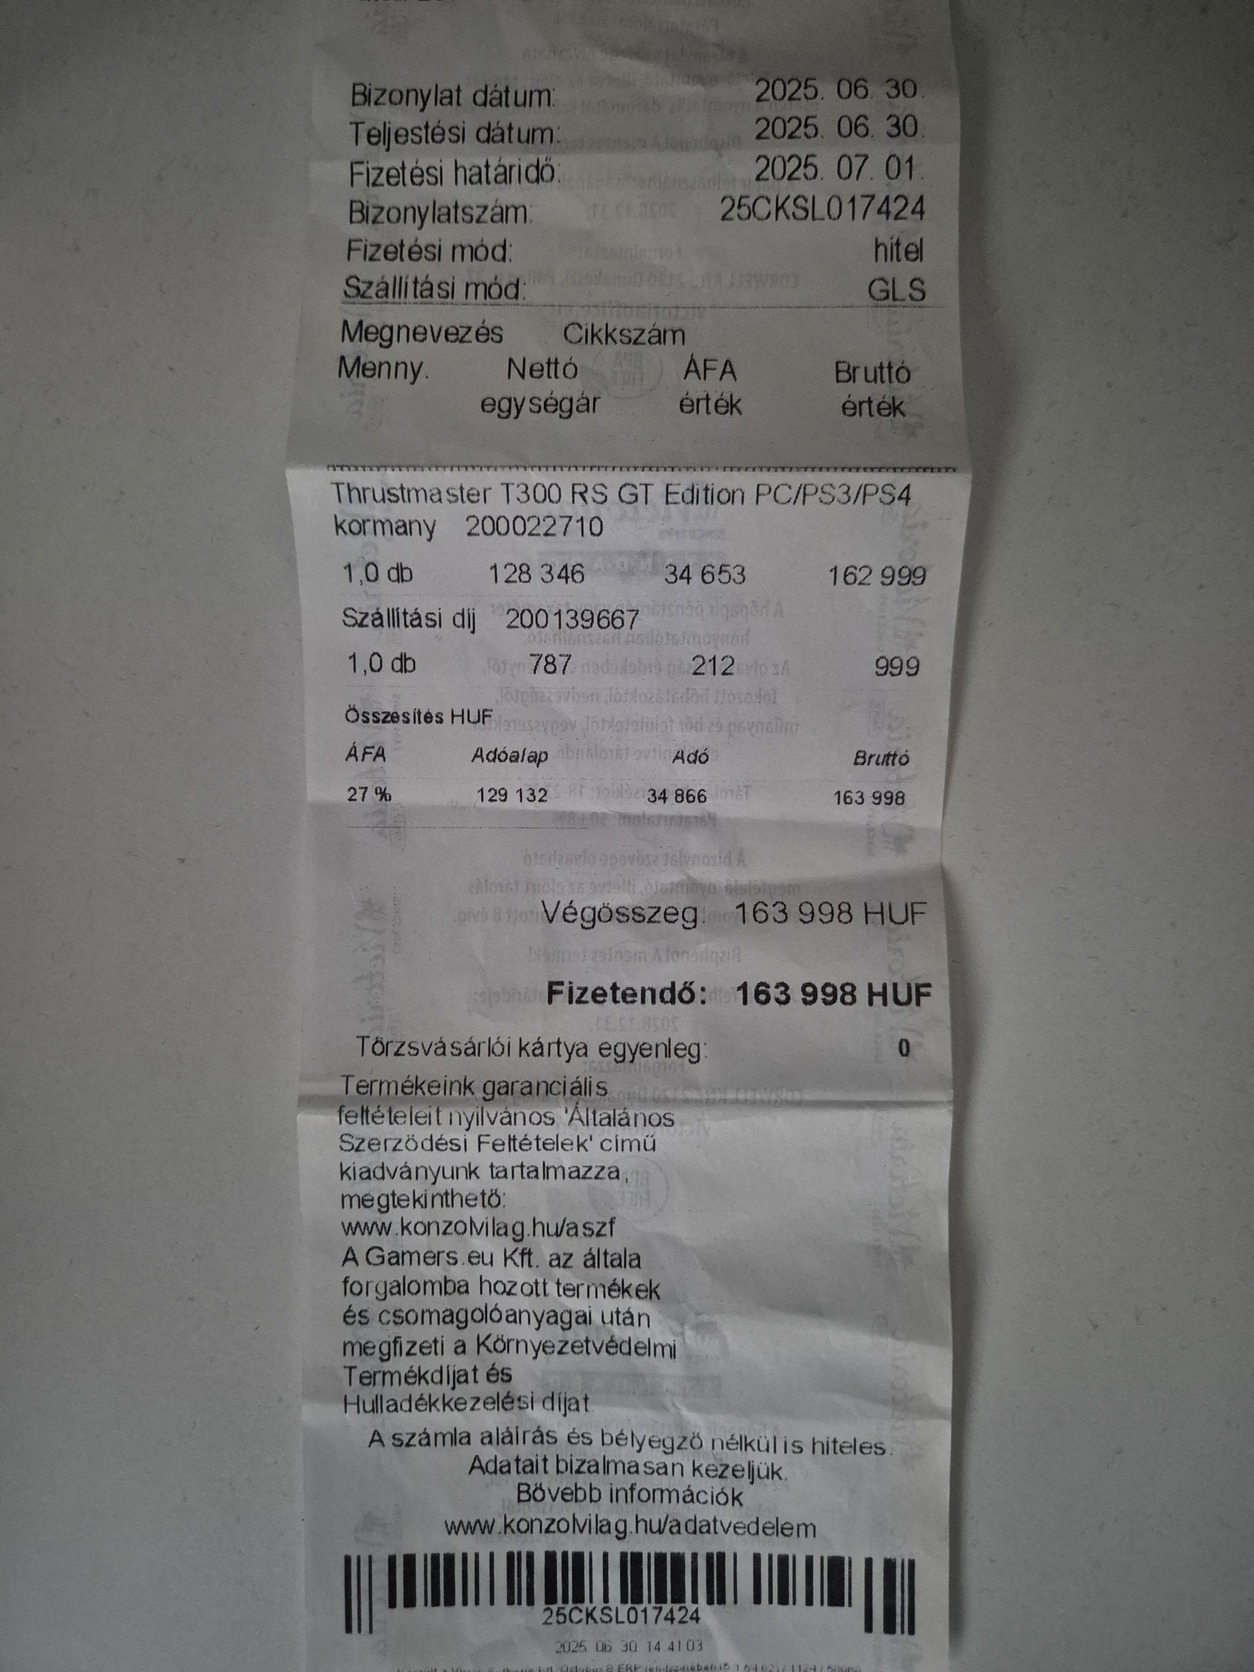 Bizonylat dátum: 2025. 06. 30.
Teljestési dátum: 2025. 06. 30.
Fizetési határidő: 2025. 07. 01.
Bizonylatszám: 25CKSL017424
Fizetési mód: hitel
Szállítási mód: GLS
Megnevezés Cikkszám
Menny. Nettó ÁFA Bruttó
egységár érték érték
Thrustmaster T300 RS GT Edition PC/PS3/PS4
kormany 200022710
1,0 db 128 346 34 653 162 999
Szállítási díj 200139667
1,0 db 787 212 999
Összesítés HUF
ÁFA Adóalap Adó Bruttó
27 % 129 132 34 866 163 998
Végösszeg: 163 998 HUF
Fizetendő: 163 998 HUF
Törzsvásárlói kártya egyenleg: 0
Termékeink garanciális
feltételeit nyilvános 'Általános
Szerződési Feltételek' című
kiadványunk tartalmazza,
megtekinthető:
www.konzolvilag.hu/aszf
A Gamers.eu Kft. az általa
forgalomba hozott termékek
és csomagolóanyagai után
megfizeti a Környezetvédelmi
Termékdíjat és
Hulladékkezelési díjat
A számla aláírás és bélyegző nélkül is hiteles.
Adatait bizalmasan kezeljük.
Bővebb információk
www.konzolvilag.hu/adatvedelem
25CKSL017424
2025 06 30 14 41 03